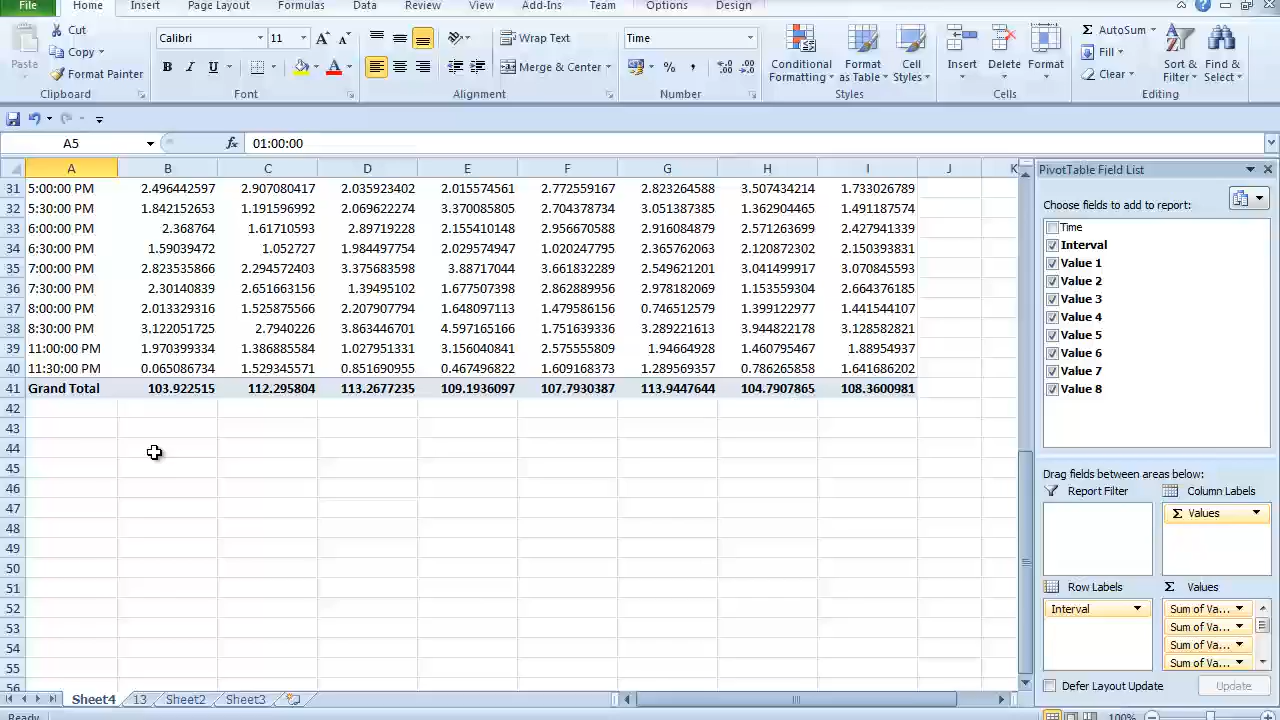 File Home Insert Page Layout Formulas Data Review View Add-Ins Team Options Design
Cut
Calibri 11
Wrap Text
Time
AutoSum
Copy
Fill
Paste
Format Painter
B I U
Merge & Center
% ,
Conditional Formatting
Format as Table
Cell Styles
Insert
Delete
Format
Clear
Sort & Filter
Find & Select
Clipboard Font Alignment Number Styles Cells Editing
A5 fx 01:00:00
A B C D E F G H I J K
31 5:00:00 PM 2.496442597 2.907080417 2.035923402 2.015574561 2.772559167 2.823264588 3.507434214 1.733026789
32 5:30:00 PM 1.842152653 1.191596992 2.069622274 3.370085805 2.704378734 3.051387385 1.362904465 1.491187574
33 6:00:00 PM 2.368764 1.61710593 2.155410148 2.956670588 2.916084879 2.571263699 2.427941339
34 6:30:00 PM 1.59039472 1.052727 2.029574947 1.020247795 2.365762063 2.120872302 2.150393831
35 7:00:00 PM 2.823535866 2.294572403 3.375683598 3.88717044 3.661832289 2.549621201 3.041499917 3.070845593
36 7:30:00 PM 2.30140839 2.651663156 1.677507398 2.862889956 2.978182069 1.153559304 2.664376185
37 8:00:00 PM 2.013329316 1.525875566 2.207907794 1.648097113 1.479586156 0.746512579 1.399122977 1.441544107
38 8:30:00 PM 3.122051725 2.7940226 3.863446701 4.597165166 1.751639336 3.289221613 3.944822178 3.128582821
39 11:00:00 PM 1.970399334 1.386885584 3.156040841 2.575555809 1.94664928 1.460795467 1.88954937
40 11:30:00 PM 0.065086734 1.529345571 0.851690955 0.467496822 1.609168373 1.289569357 0.786265858 1.641686202
41 Grand Total 103.922515 112.295804 113.2677235 109.1936097 107.7930387 113.9447644 104.7907865 108.3600981
42
43
44
45
46
47
48
49
50
51
52
53
54
55
56
PivotTable Field List
Choose fields to add to report:
Time
Interval
Value 1
Value 2
Value 3
Value 4
Value 5
Value 6
Value 7
Value 8
Drag fields between areas below:
Report Filter Column Labels
Σ Values
Row Labels Σ Values
Interval Sum of Va...
Sum of Va...
Sum of Va...
Sum of Va...
Defer Layout Update Update
Sheet4 13 Sheet2 Sheet3
Ready 100%